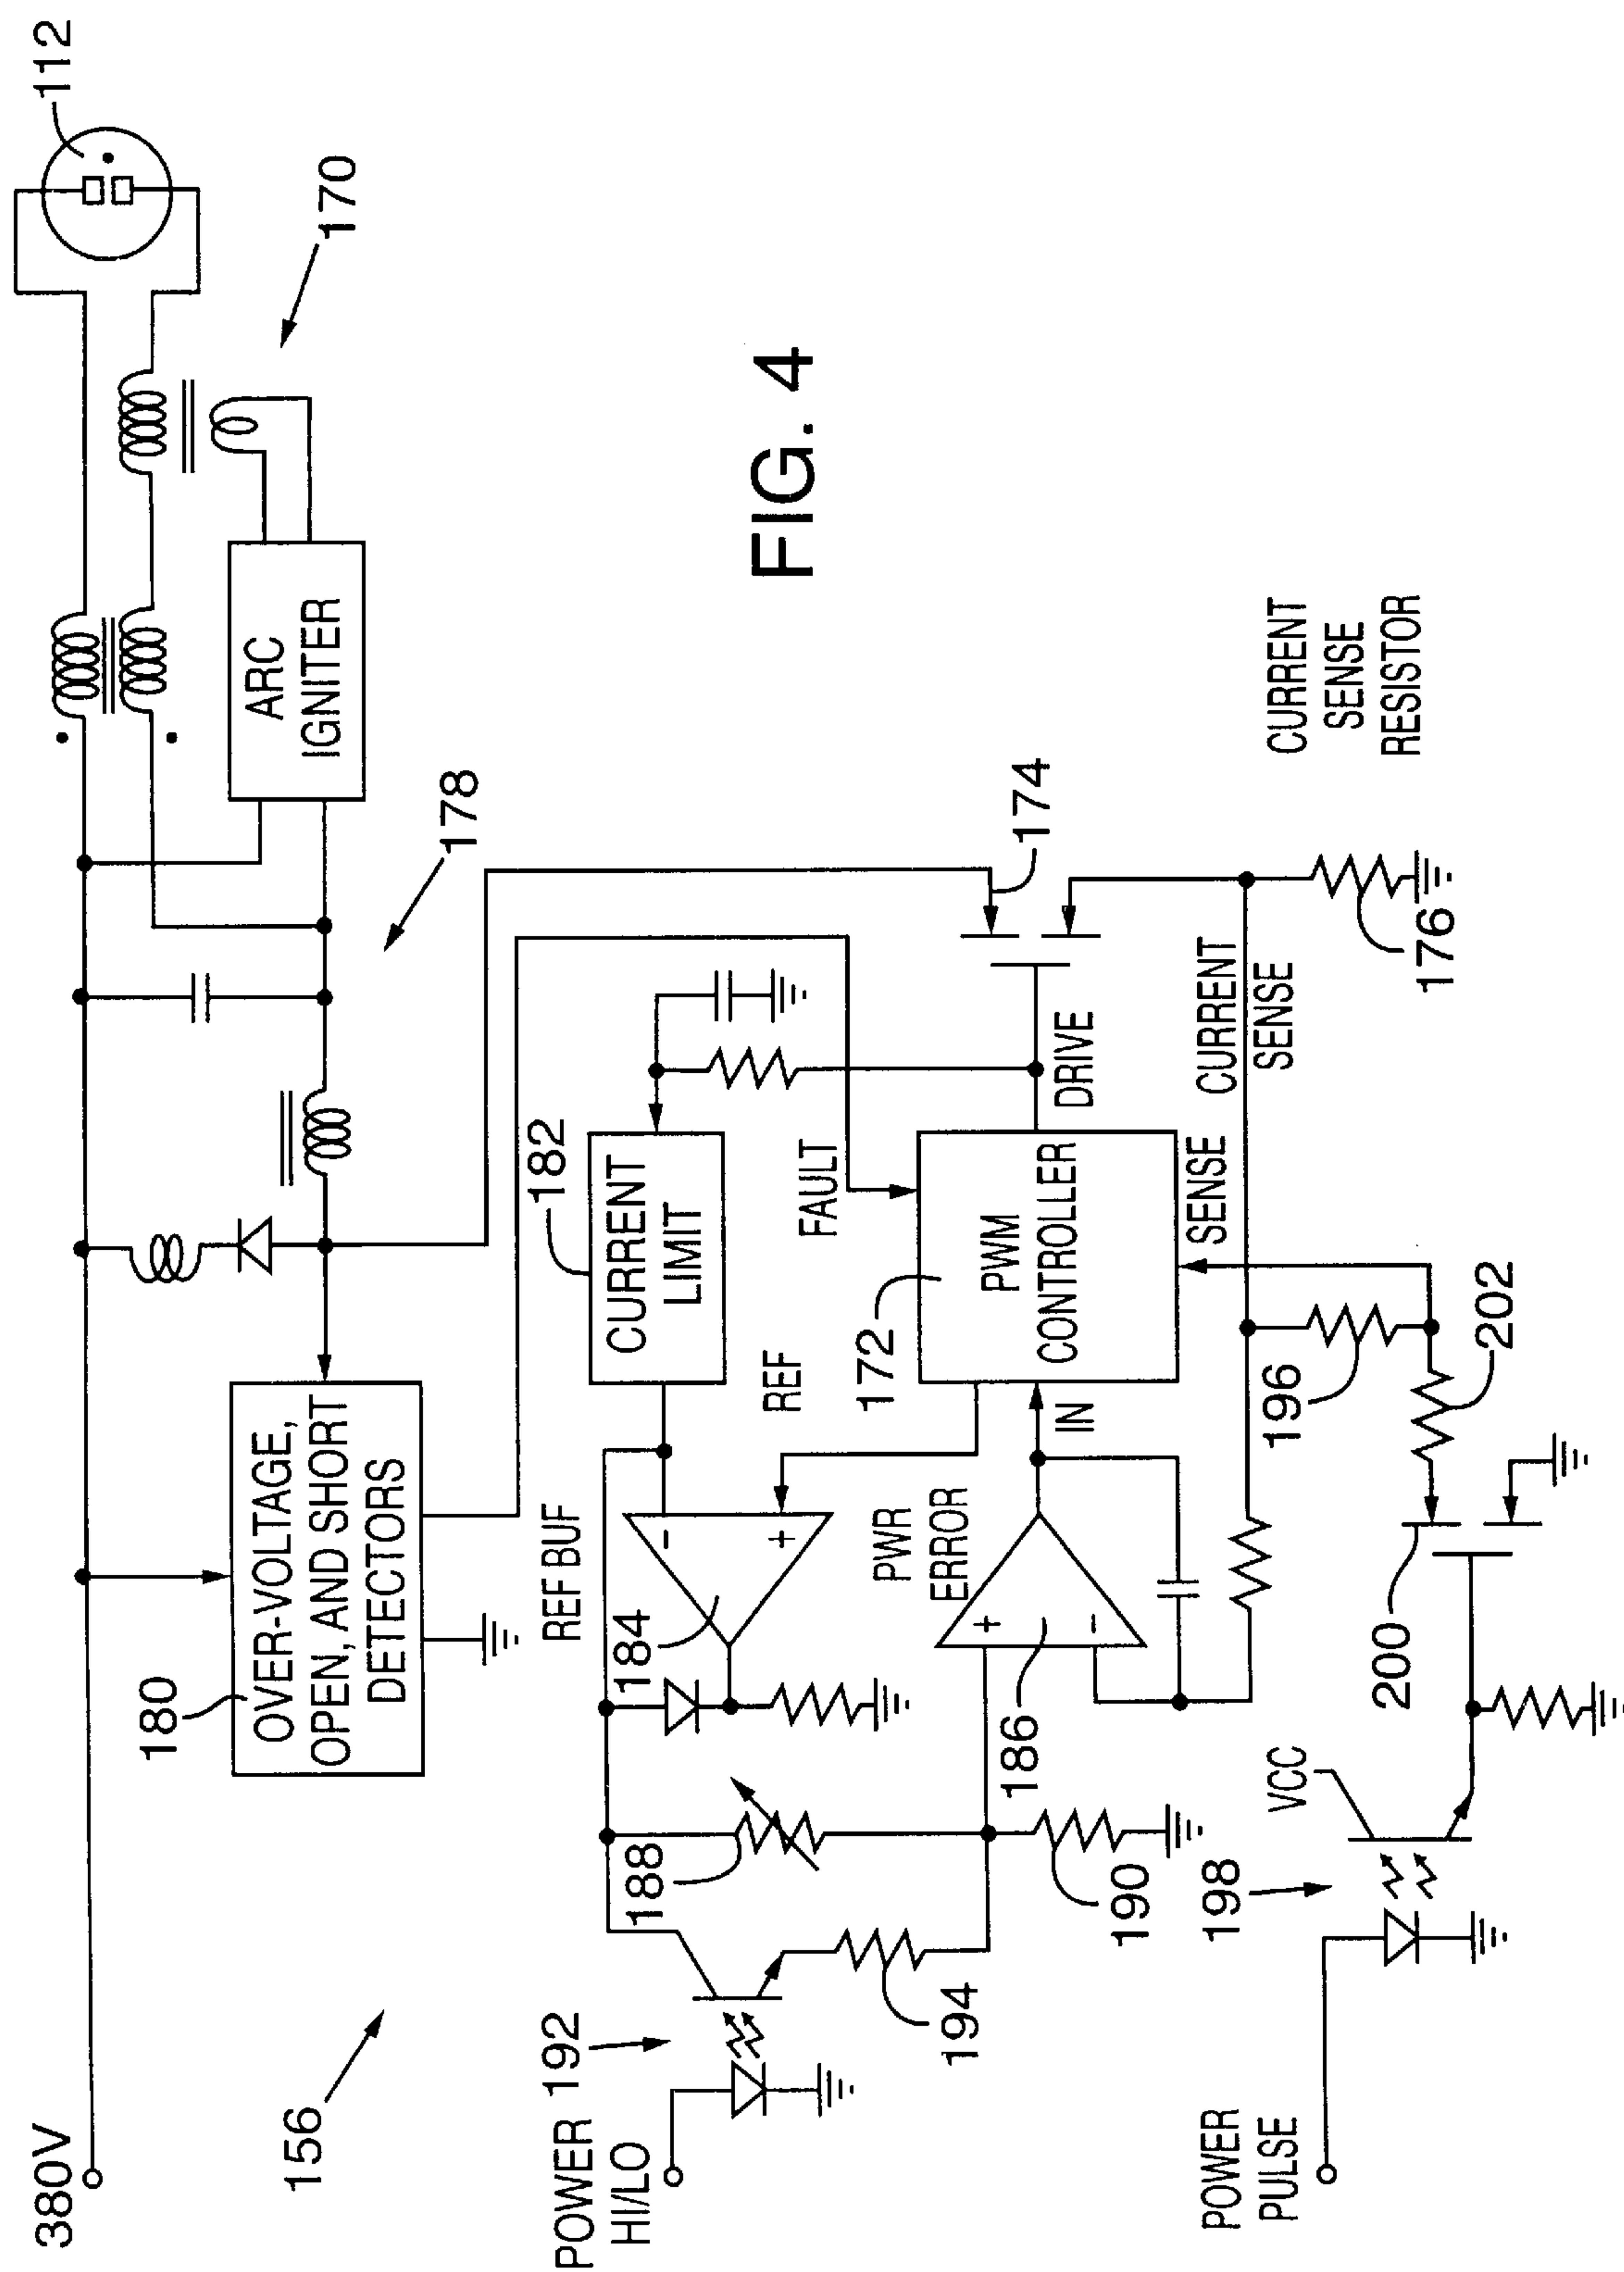 380V
112
156
180
OVER-VOLTAGE,
OPEN, AND SHORT
DETECTORS
178
ARC
IGNITER
170
REF BUF
182
CURRENT
LIMIT
FIG. 4
POWER
HI/LO
192
188
184
-
+
REF
FAULT
194
190
186
PWR
ERROR
+
-
IN
172
PWM
CONTROLLER
DRIVE
SENSE
174
CURRENT
SENSE
CURRENT
SENSE
RESISTOR
176
POWER
PULSE
198
VCC
200
196
202